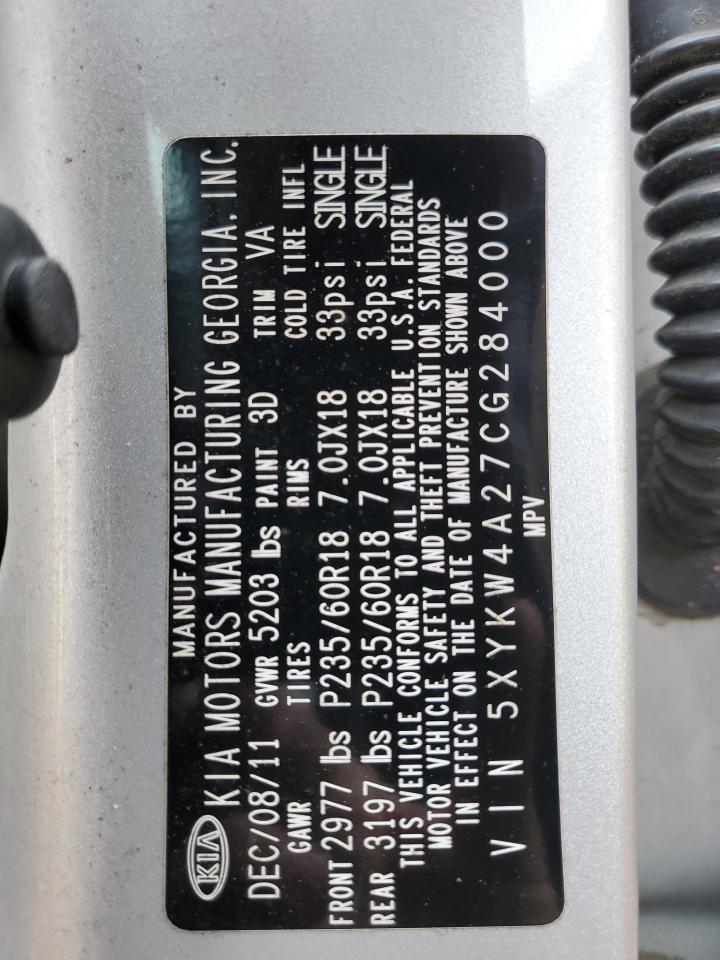 MANUFACTURED BY
KIA KIA MOTORS MANUFACTURING GEORGIA, INC.
DEC/08/11 GVWR 5203 lbs PAINT 3D TRIM VA
GAWR TIRES RIMS COLD TIRE INFL
FRONT 2977 lbs P235/60R18 7.0JX18 33psi SINGLE
REAR 3197 lbs P235/60R18 7.0JX18 33psi SINGLE
THIS VEHICLE CONFORMS TO ALL APPLICABLE U.S.A. FEDERAL
MOTOR VEHICLE SAFETY AND THEFT PREVENTION STANDARDS
IN EFFECT ON THE DATE OF MANUFACTURE SHOWN ABOVE
VIN 5XYKW4A27CG284000
MPV